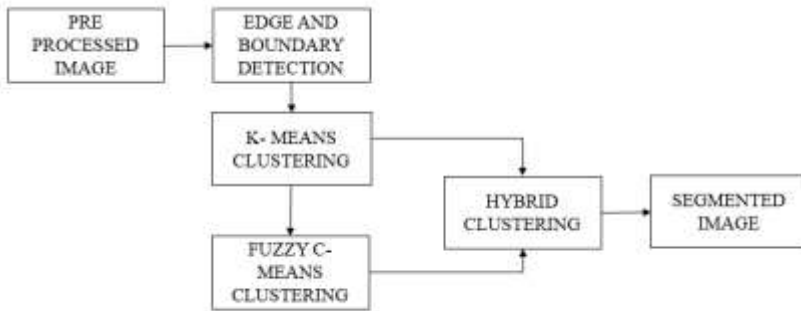 PRE
PROCESSED
IMAGE
EDGE AND
BOUNDARY
DETECTION
K- MEANS
CLUSTERING
HYBRID
CLUSTERING
SEGMENTED
IMAGE
FUZZY C-
MEANS
CLUSTERING